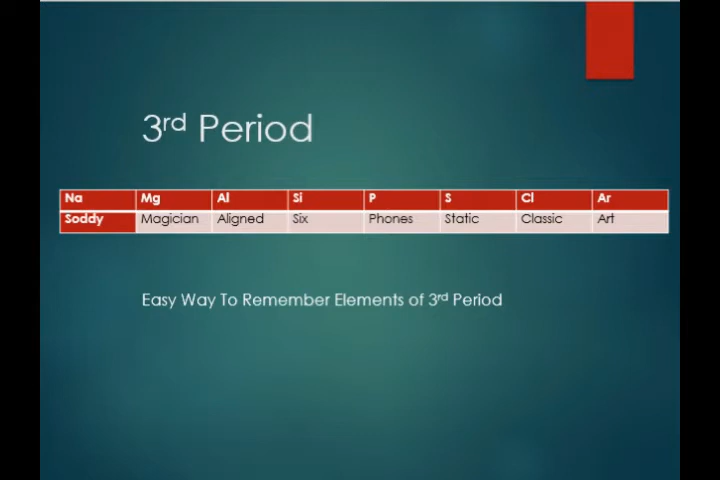 3rd Period
Na Mg Al Si P S Cl Ar
Soddy Magician Aligned Six Phones Static Classic Art
Easy Way To Remember Elements of 3rd Period